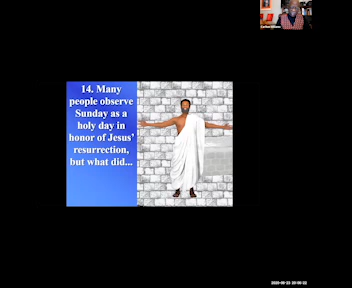 14. Many
people observe
Sunday as a
holy day in
honor of Jesus'
resurrection,
but what did...